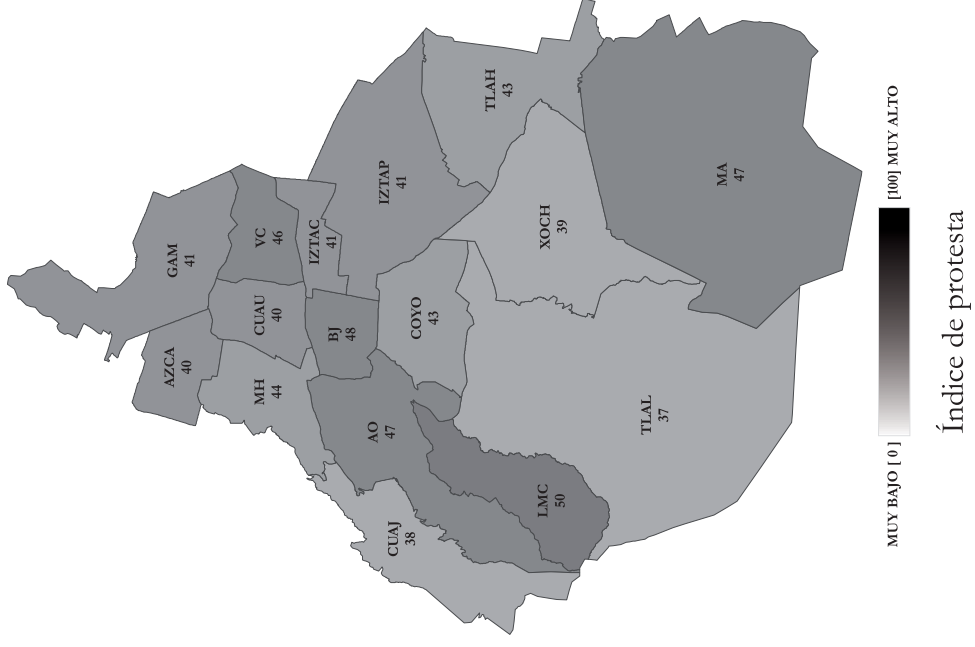 GAM
41
AZCA
40
VC
46
CUAU
40
IZTAC
41
MH
44
BJ
48
IZTAP
41
COYO
43
AO
47
CUAJ
38
TLAH
43
XOCH
39
LMC
50
TLAL
37
MA
47
MUY BAJO [ 0 ]
[100] MUY ALTO
Índice de protesta